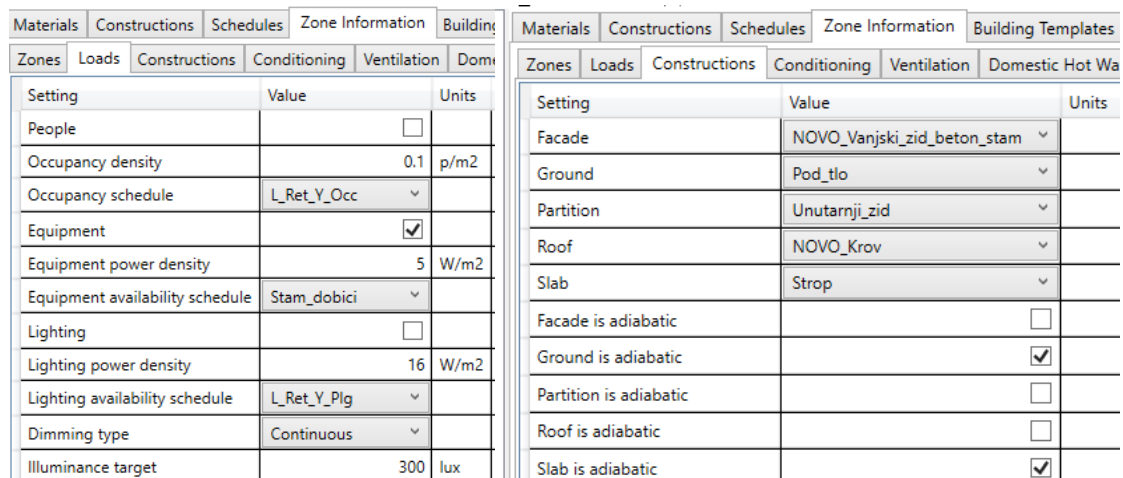 Materials Constructions Schedules Zone Information Building
Zones Loads Constructions Conditioning Ventilation Dome
Setting Value Units
People
Occupancy density 0.1 p/m2
Occupancy schedule L_Ret_Y_Occ
Equipment
Equipment power density 5 W/m2
Equipment availability schedule Stam_dobici
Lighting
Lighting power density 16 W/m2
Lighting availability schedule L_Ret_Y_Plg
Dimming type Continuous
Illuminance target 300 lux
Materials Constructions Schedules Zone Information Building Templates
Zones Loads Constructions Conditioning Ventilation Domestic Hot Wa
Setting Value Units
Facade NOVO_Vanjski_zid_beton_stam
Ground Pod_tlo
Partition Unutarnji_zid
Roof NOVO_Krov
Slab Strop
Facade is adiabatic
Ground is adiabatic
Partition is adiabatic
Roof is adiabatic
Slab is adiabatic